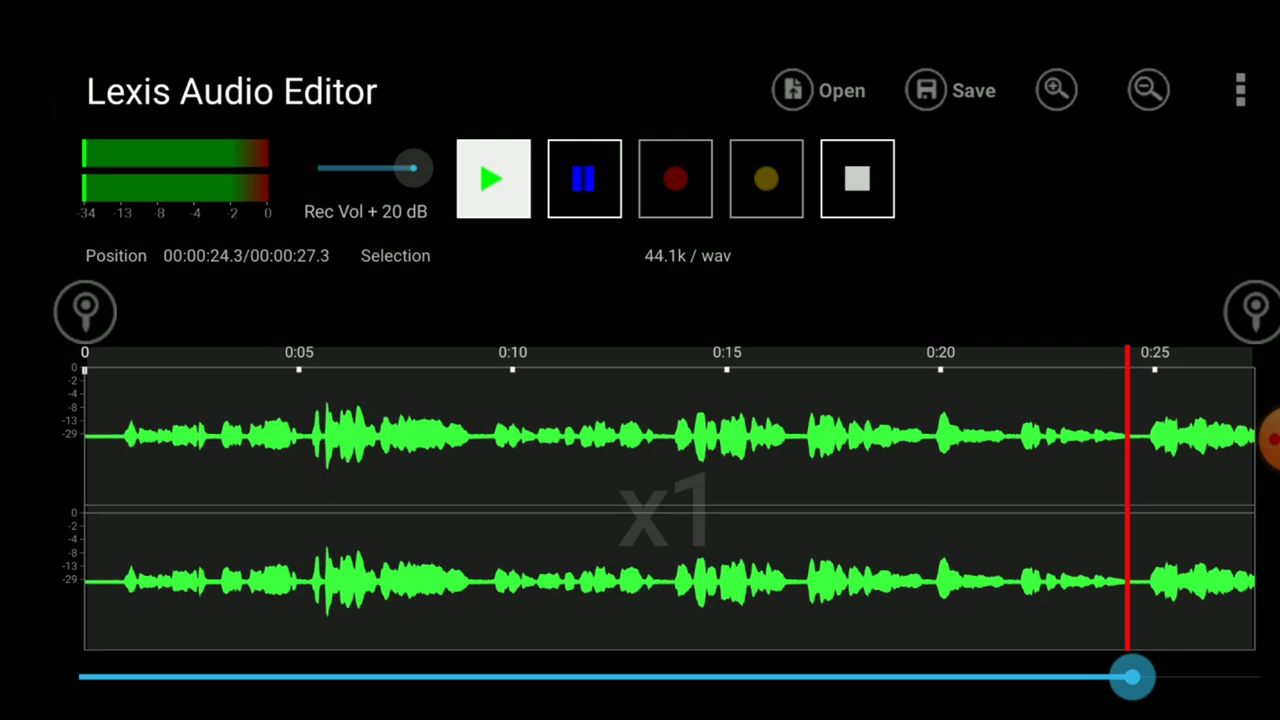 Lexis Audio Editor
Open
Save
-34 -13 -8 -4 -2 0
Rec Vol + 20 dB
Position 00:00:24.3/00:00:27.3 Selection 44.1k / wav
0 0:05 0:10 0:15 0:20 0:25
0
-2
-4
-8
-13
-29
x1
0
-2
-4
-8
-13
-29